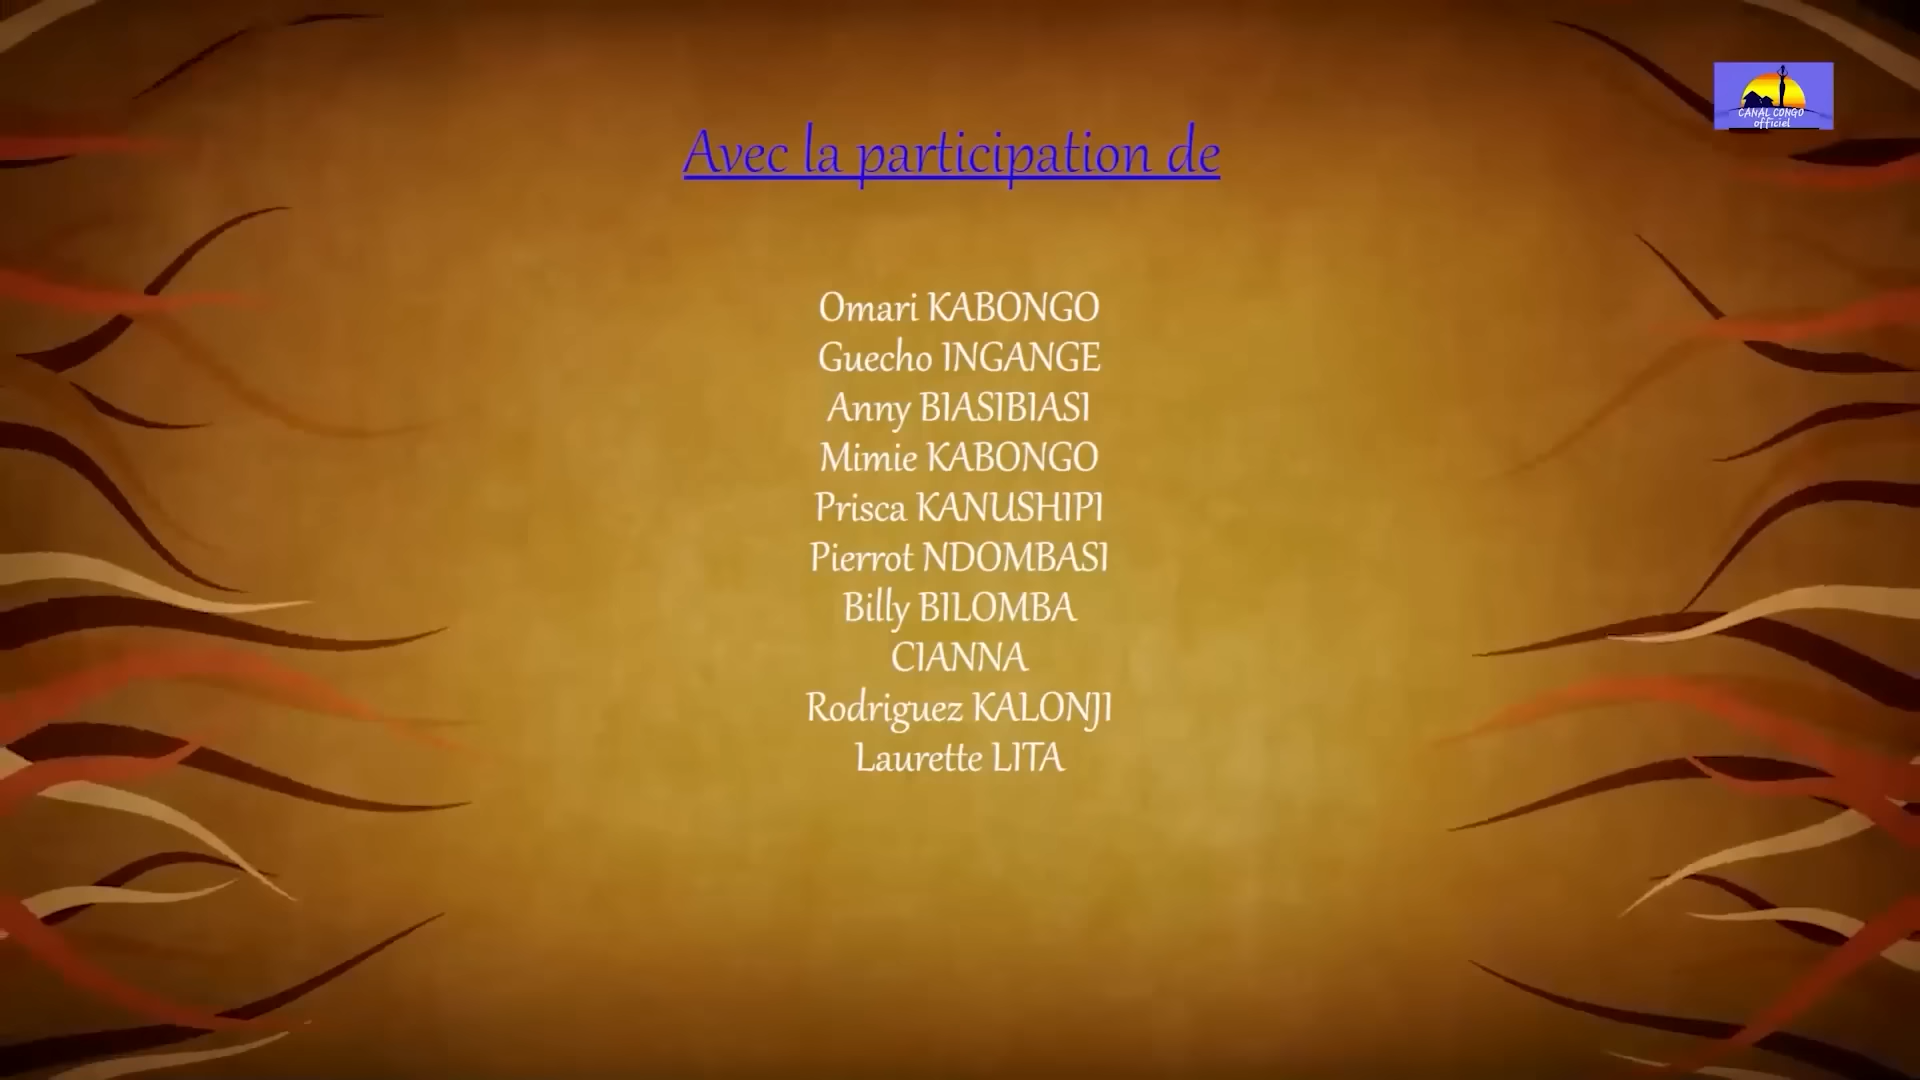 CANAL CONGO
officiel
Avec la participation de
Omari KABONGO
Guecho INGANGE
Anny BIASIBIASI
Mimie KABONGO
Prisca KANUSHIPI
Pierrot NDOMBASI
Billy BILOMBA
CIANNA
Rodriguez KALONJI
Laurette LITA